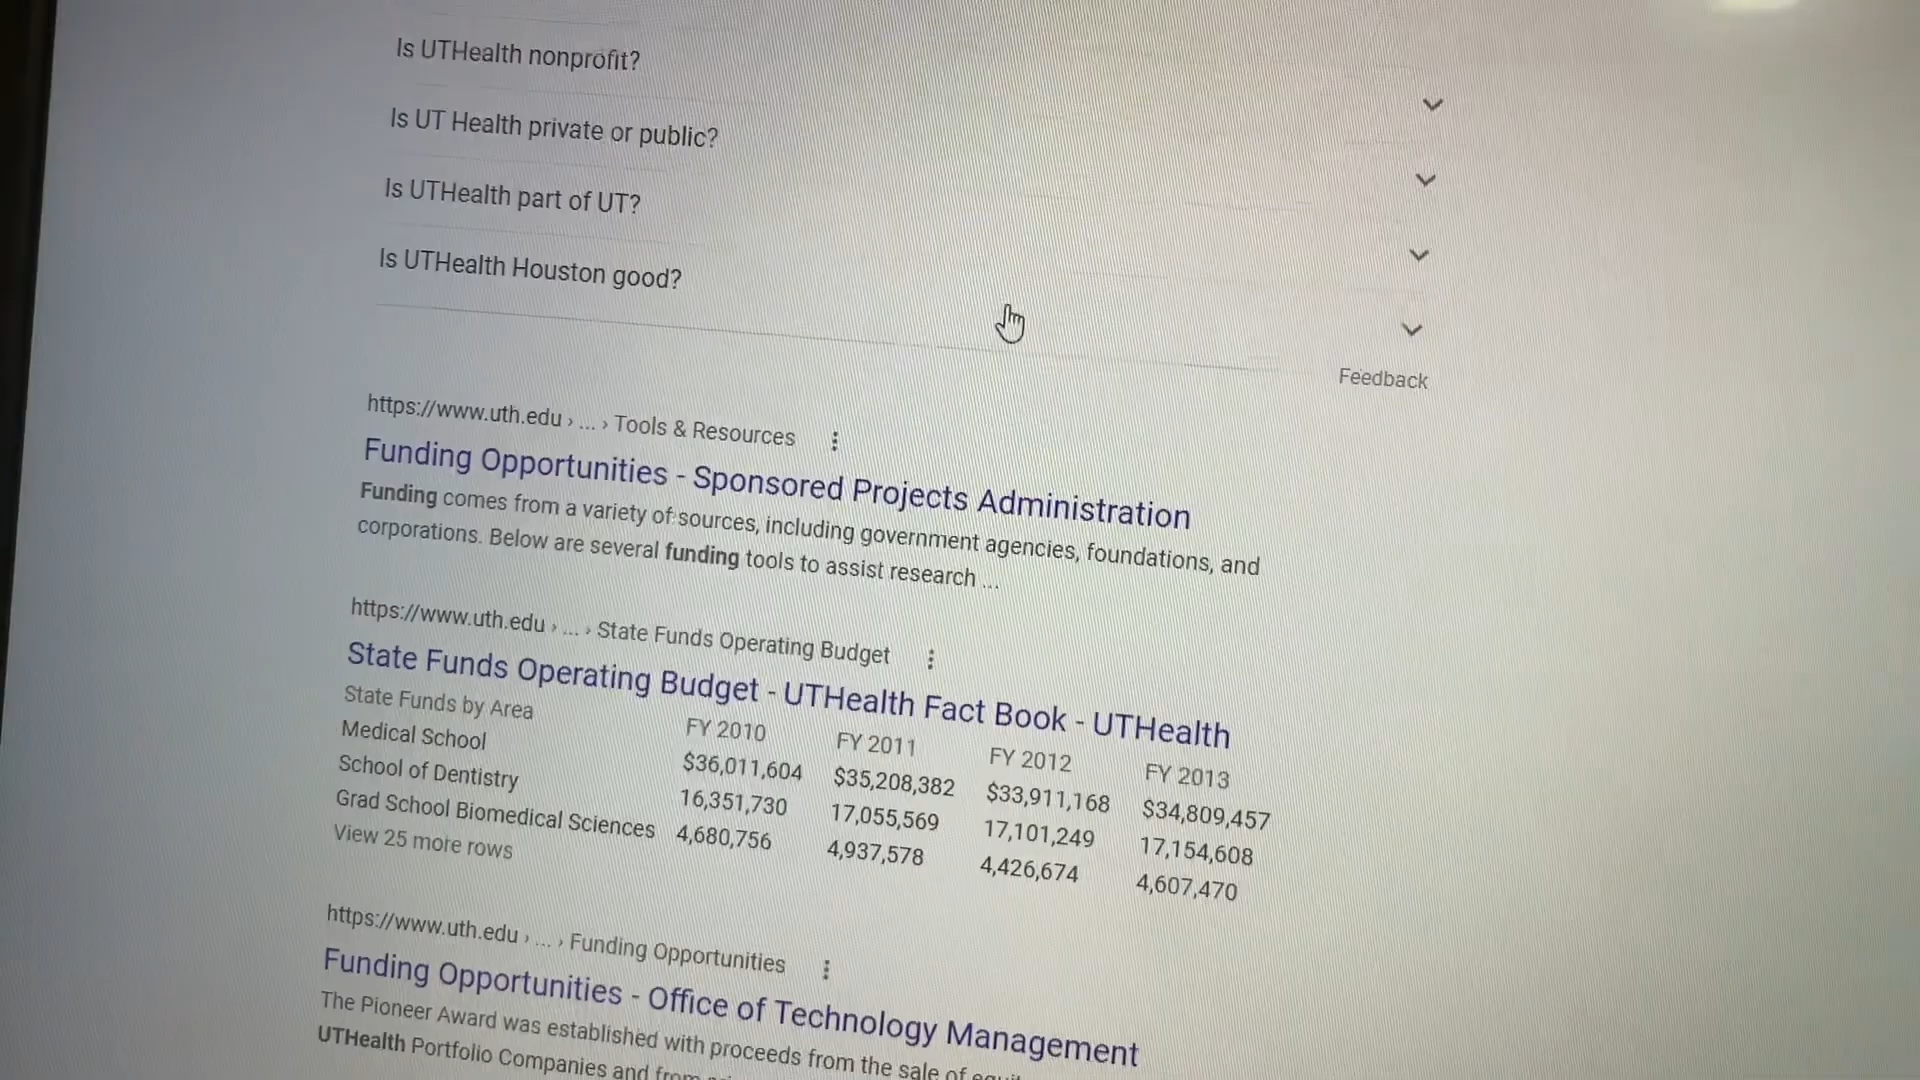 Is UTHealth nonprofit?
Is UT Health private or public?
Is UTHealth part of UT?
Is UTHealth Houston good?
Feedback
https://www.uth.edu › ... › Tools & Resources
Funding Opportunities - Sponsored Projects Administration
Funding comes from a variety of sources, including government agencies, foundations, and
corporations. Below are several funding tools to assist research ...
https://www.uth.edu › ... › State Funds Operating Budget
State Funds Operating Budget - UTHealth Fact Book - UTHealth
State Funds by Area FY 2010 FY 2011 FY 2012 FY 2013
Medical School $36,011,604 $35,208,382 $33,911,168 $34,809,457
School of Dentistry 16,351,730 17,055,569 17,101,249 17,154,608
Grad School Biomedical Sciences 4,680,756 4,937,578 4,426,674 4,607,470
View 25 more rows
https://www.uth.edu › ... › Funding Opportunities
Funding Opportunities - Office of Technology Management
The Pioneer Award was established with proceeds from the sale of
UTHealth Portfolio Companies and from